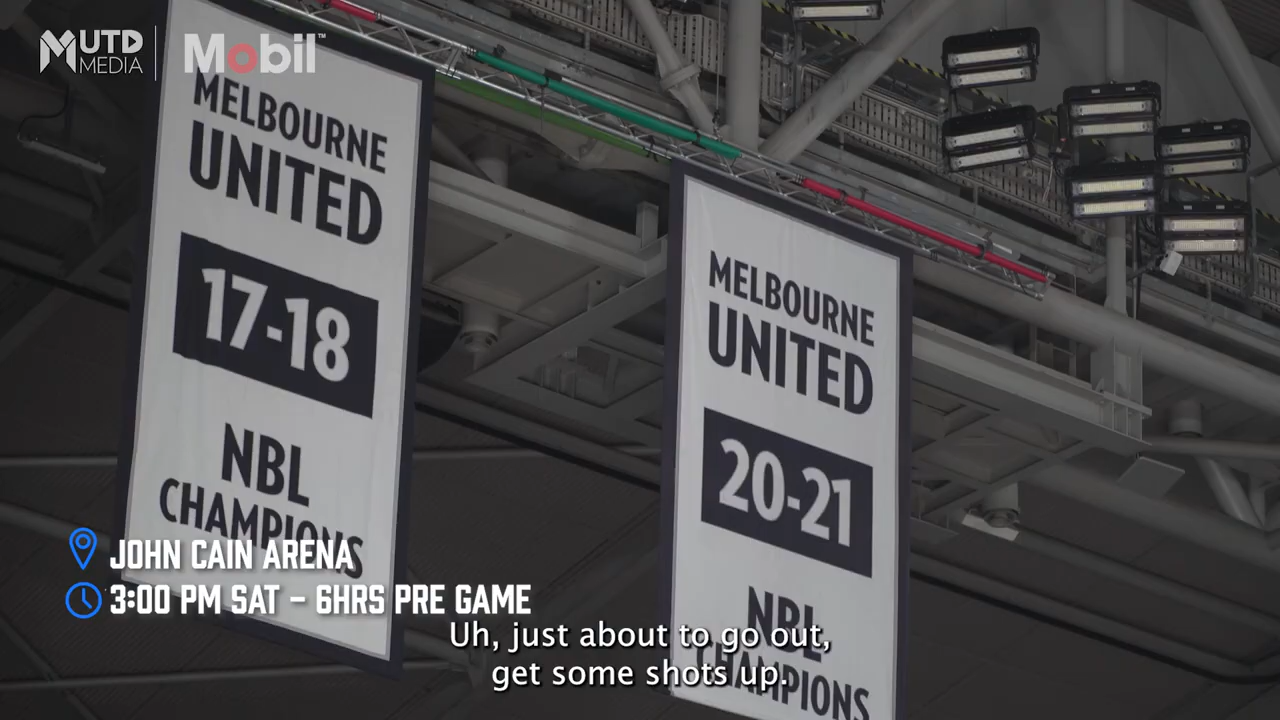 MUTD
MEDIA
Mobil™
MELBOURNE
UNITED
17-18
NBL
CHAMPIONS
MELBOURNE
UNITED
20-21
NBL
CHAMPIONS
JOHN CAIN ARENA
3:00 PM SAT – 6HRS PRE GAME
Uh, just about to go out,
get some shots up.